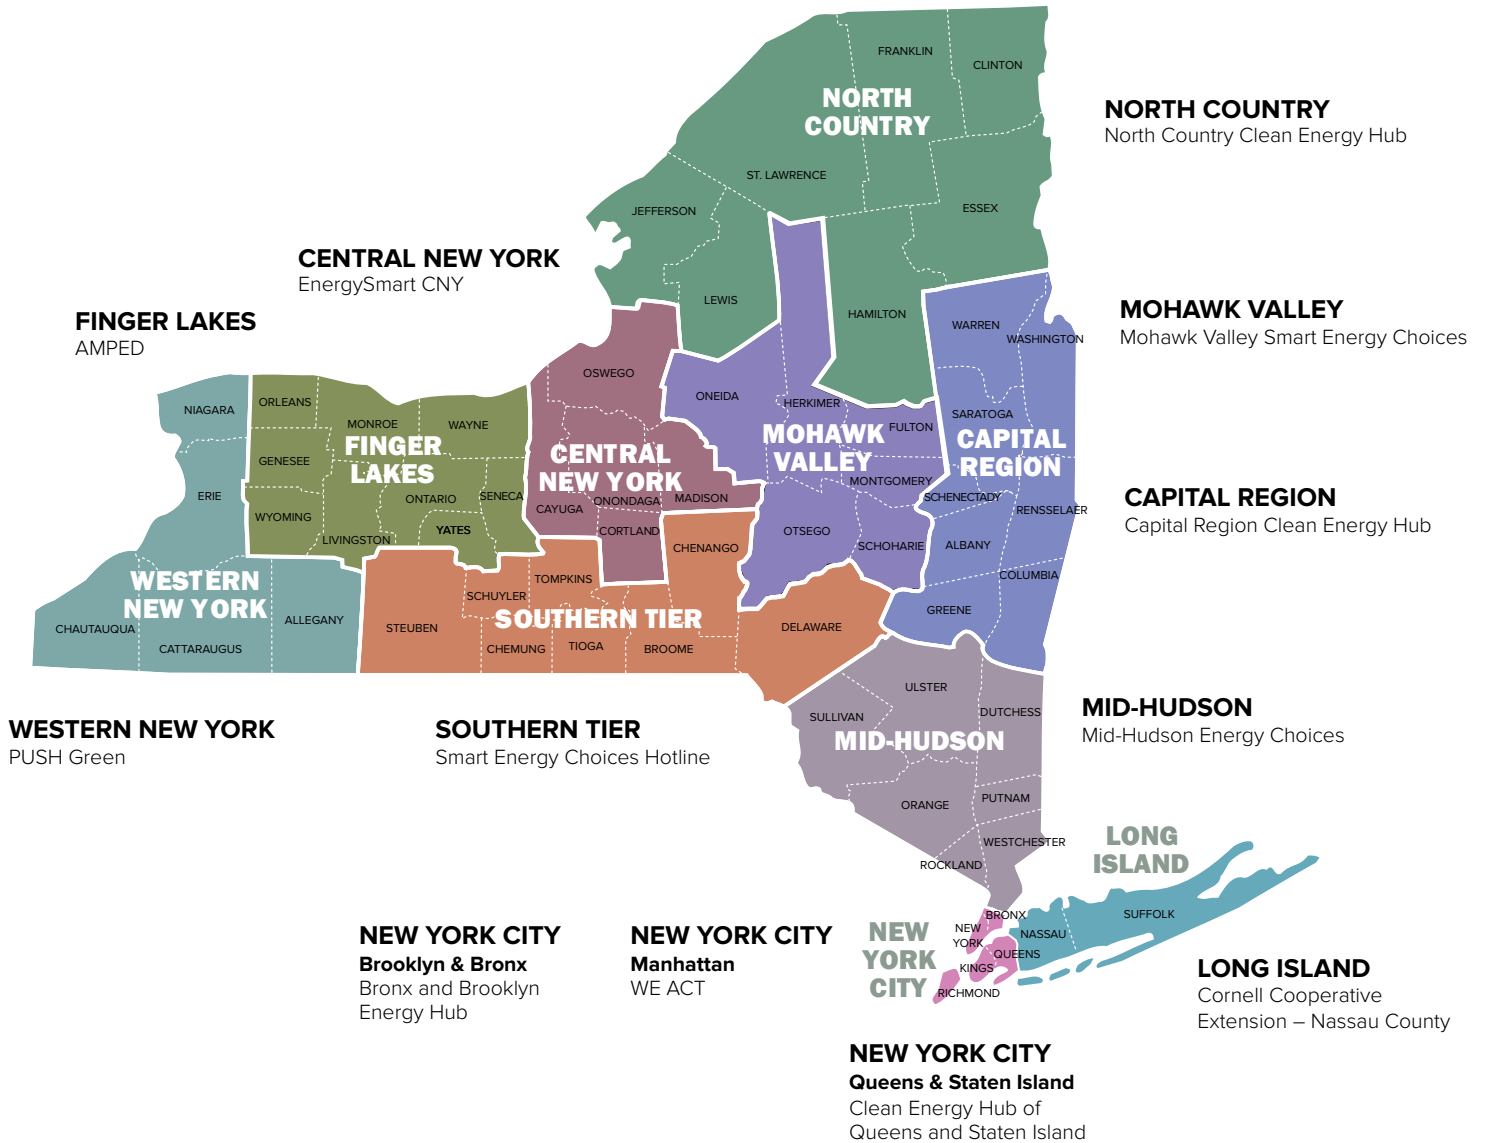 FRANKLIN
CLINTON
NORTH
COUNTRY
ST. LAWRENCE
JEFFERSON
ESSEX
LEWIS
HAMILTON
NORTH COUNTRY
North Country Clean Energy Hub
CENTRAL NEW YORK
EnergySmart CNY
FINGER LAKES
AMPED
MOHAWK VALLEY
Mohawk Valley Smart Energy Choices
WARREN
WASHINGTON
SARATOGA
CAPITAL
REGION
SCHENECTADY
RENSSELAER
ALBANY
COLUMBIA
GREENE
OSWEGO
CENTRAL
NEW YORK
ONONDAGA
MADISON
CAYUGA
CORTLAND
ONEIDA
HERKIMER
FULTON
MOHAWK
VALLEY
MONTGOMERY
OTSEGO
SCHOHARIE
NIAGARA
ERIE
WESTERN
NEW YORK
CHAUTAUQUA
CATTARAUGUS
ALLEGANY
ORLEANS
MONROE
WAYNE
FINGER
LAKES
GENESEE
ONTARIO
SENECA
WYOMING
YATES
LIVINGSTON
CHENANGO
TOMPKINS
SCHUYLER
SOUTHERN TIER
STEUBEN
CHEMUNG
TIOGA
BROOME
DELAWARE
CAPITAL REGION
Capital Region Clean Energy Hub
WESTERN NEW YORK
PUSH Green
SOUTHERN TIER
Smart Energy Choices Hotline
ULSTER
SULLIVAN
DUTCHESS
MID-HUDSON
ORANGE
PUTNAM
WESTCHESTER
ROCKLAND
MID-HUDSON
Mid-Hudson Energy Choices
LONG
ISLAND
SUFFOLK
NASSAU
NEW
YORK
CITY
BRONX
NEW
YORK
QUEENS
KINGS
RICHMOND
NEW YORK CITY
Brooklyn & Bronx
Bronx and Brooklyn
Energy Hub
NEW YORK CITY
Manhattan
WE ACT
LONG ISLAND
Cornell Cooperative
Extension – Nassau County
NEW YORK CITY
Queens & Staten Island
Clean Energy Hub of
Queens and Staten Island